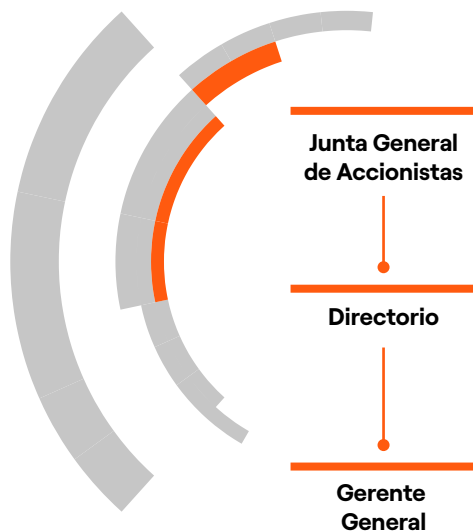 Junta General
de Accionistas
Directorio
Gerente
General